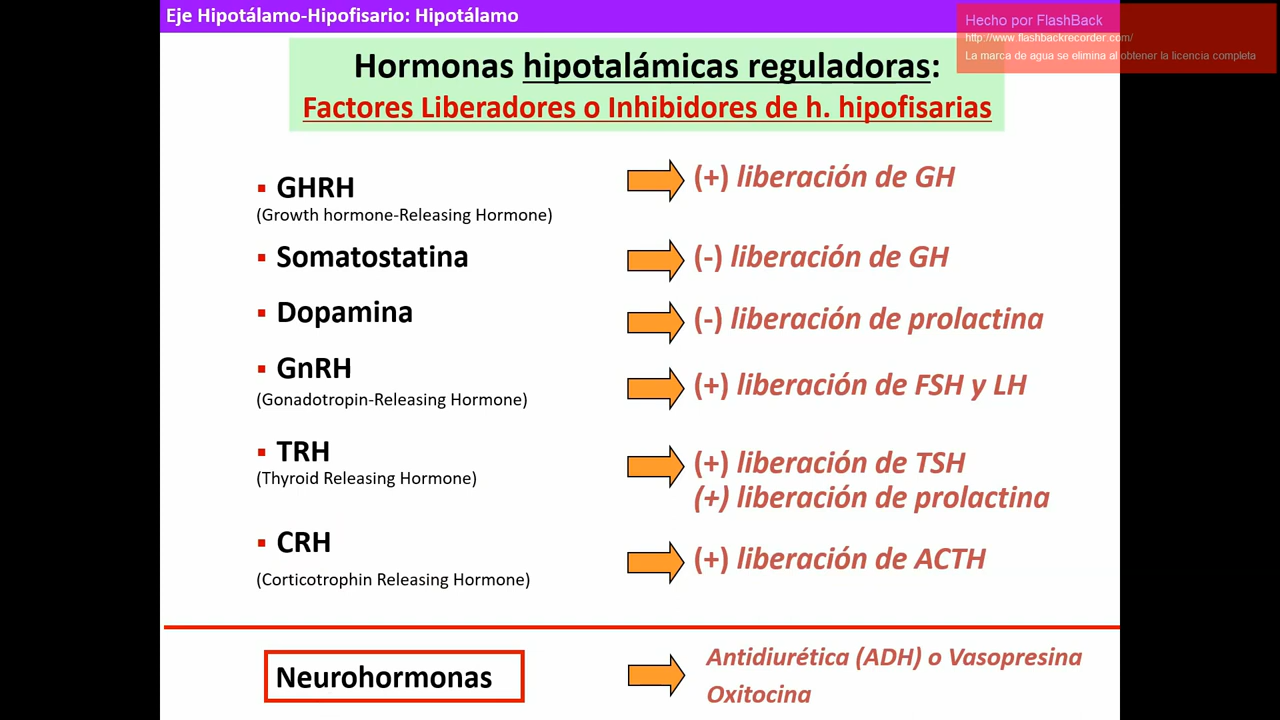 Eje Hipotálamo-Hipofisario: Hipotálamo
Hecho por FlashBack
http://www.flashbackrecorder.com/
La marca de agua se elimina al obtener la licencia completa
Hormonas hipotalámicas reguladoras:
Factores Liberadores o Inhibidores de h. hipofisarias
▪ GHRH
(Growth hormone-Releasing Hormone)
(+) liberación de GH
▪ Somatostatina
(-) liberación de GH
▪ Dopamina
(-) liberación de prolactina
▪ GnRH
(Gonadotropin-Releasing Hormone)
(+) liberación de FSH y LH
▪ TRH
(Thyroid Releasing Hormone)
(+) liberación de TSH
(+) liberación de prolactina
▪ CRH
(Corticotrophin Releasing Hormone)
(+) liberación de ACTH
Neurohormonas
Antidiurética (ADH) o Vasopresina
Oxitocina